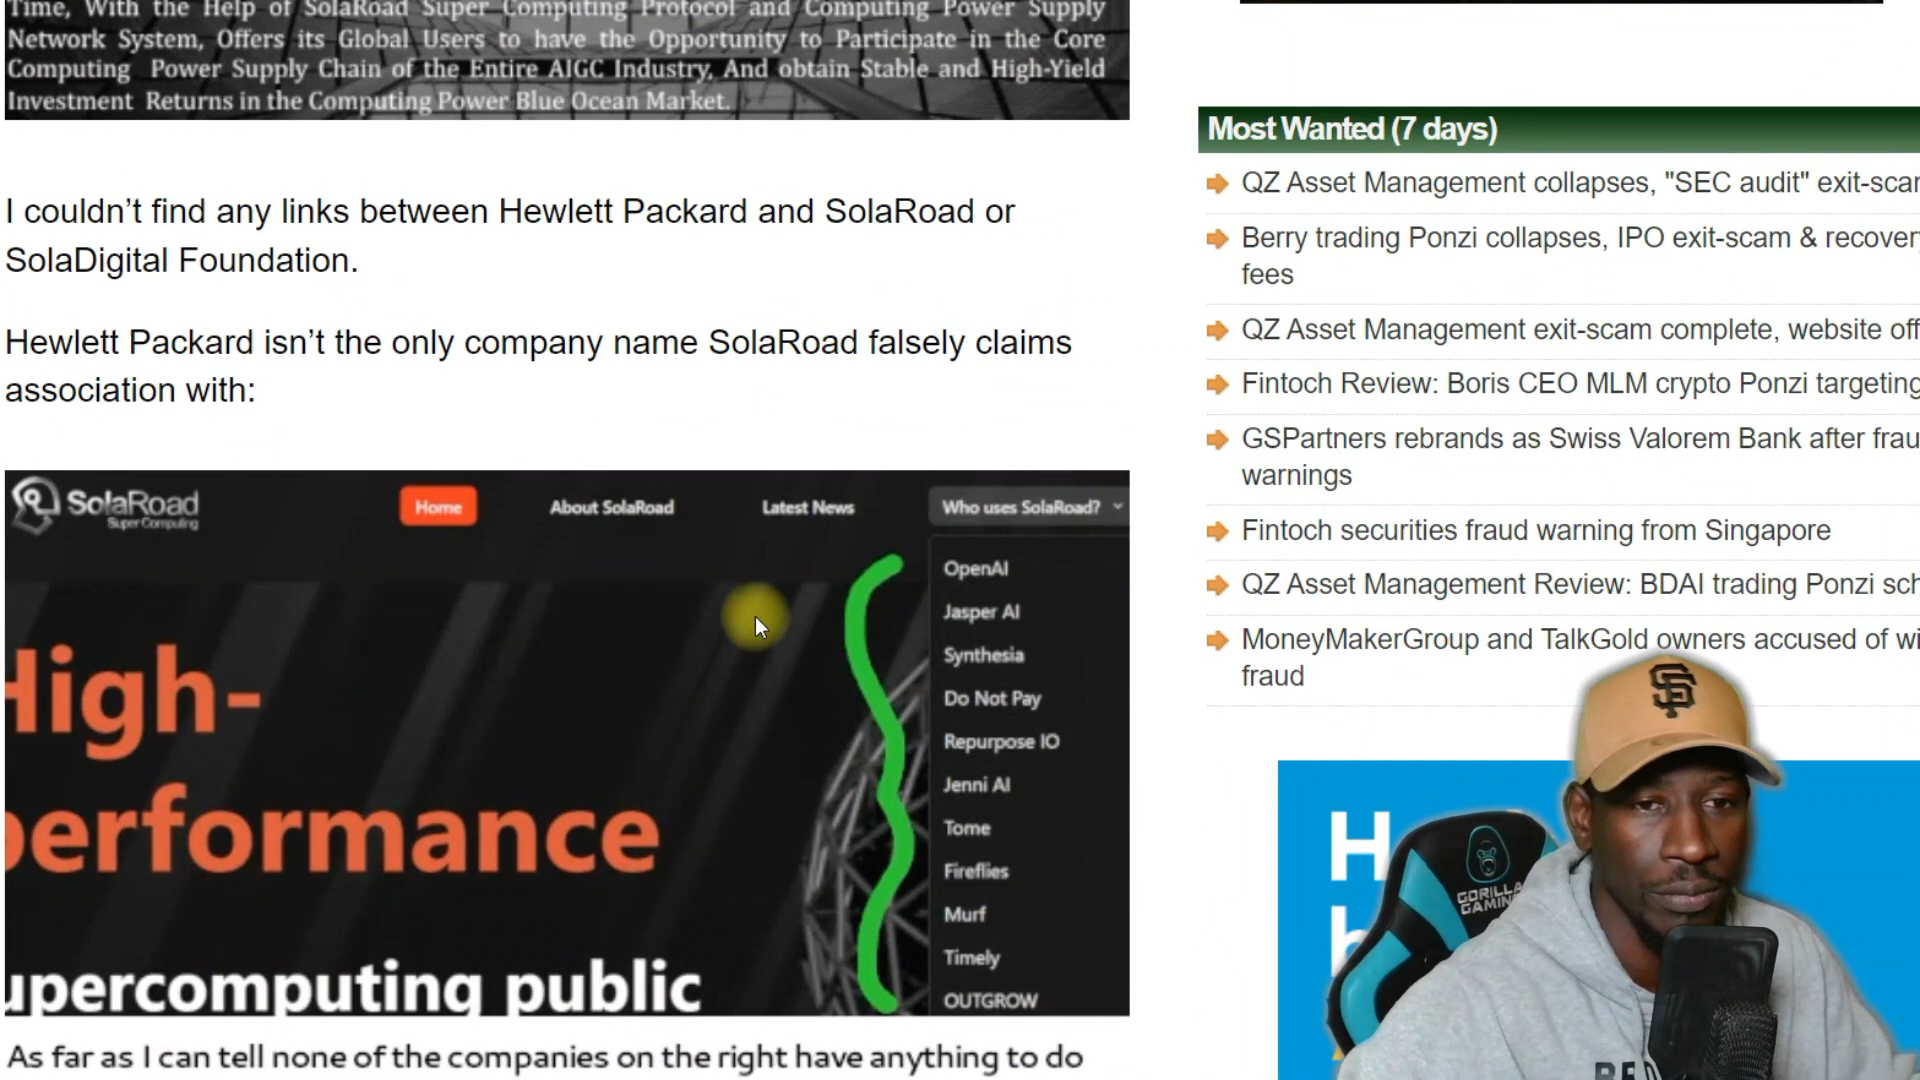 Time, With the Help of SolaRoad Super Computing Protocol and Computing Power Supply
Network System, Offers its Global Users to have the Opportunity to Participate in the Core
Computing Power Supply Chain of the Entire AIGC Industry, And obtain Stable and High-Yield
Investment Returns in the Computing Power Blue Ocean Market.
I couldn’t find any links between Hewlett Packard and SolaRoad or
SolaDigital Foundation.
Hewlett Packard isn’t the only company name SolaRoad falsely claims
association with:
SolaRoad
Super Computing
Home
About SolaRoad
Latest News
Who uses SolaRoad?
OpenAI
Jasper AI
Synthesia
Do Not Pay
Repurpose IO
Jenni AI
Tome
Fireflies
Murf
Timely
OUTGROW
High-
performance
upercomputing public
As far as I can tell none of the companies on the right have anything to do
Most Wanted (7 days)
QZ Asset Management collapses, "SEC audit" exit-scam
Berry trading Ponzi collapses, IPO exit-scam & recovery
fees
QZ Asset Management exit-scam complete, website off
Fintoch Review: Boris CEO MLM crypto Ponzi targeting
GSPartners rebrands as Swiss Valorem Bank after frau
warnings
Fintoch securities fraud warning from Singapore
QZ Asset Management Review: BDAI trading Ponzi sch
MoneyMakerGroup and TalkGold owners accused of wi
fraud
SF
H
GORILLA
GAMING